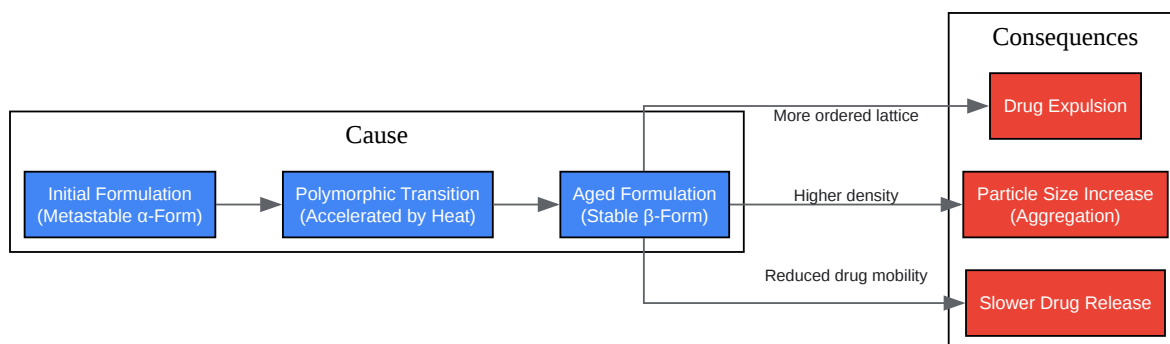 Cause
Initial Formulation
(Metastable α-Form)
Polymorphic Transition
(Accelerated by Heat)
Aged Formulation
(Stable β-Form)
More ordered lattice
Higher density
Reduced drug mobility
Consequences
Drug Expulsion
Particle Size Increase
(Aggregation)
Slower Drug Release